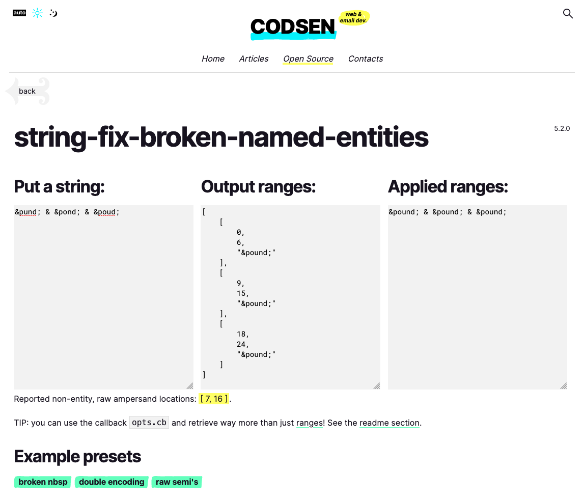 auto
CODSEN
web &
email dev.
Home Articles Open Source Contacts
back
string-fix-broken-named-entities
5.2.0
Put a string:
&pund; & &pond; & &poud;
Output ranges:
[
[
0,
6,
"&pound;"
],
[
9,
15,
"&pound;"
],
[
18,
24,
"&pound;"
]
]
Applied ranges:
&pound; & &pound; & &pound;
Reported non-entity, raw ampersand locations: [ 7, 16 ].
TIP: you can use the callback opts.cb and retrieve way more than just ranges! See the readme section.
Example presets
broken nbsp double encoding raw semi's